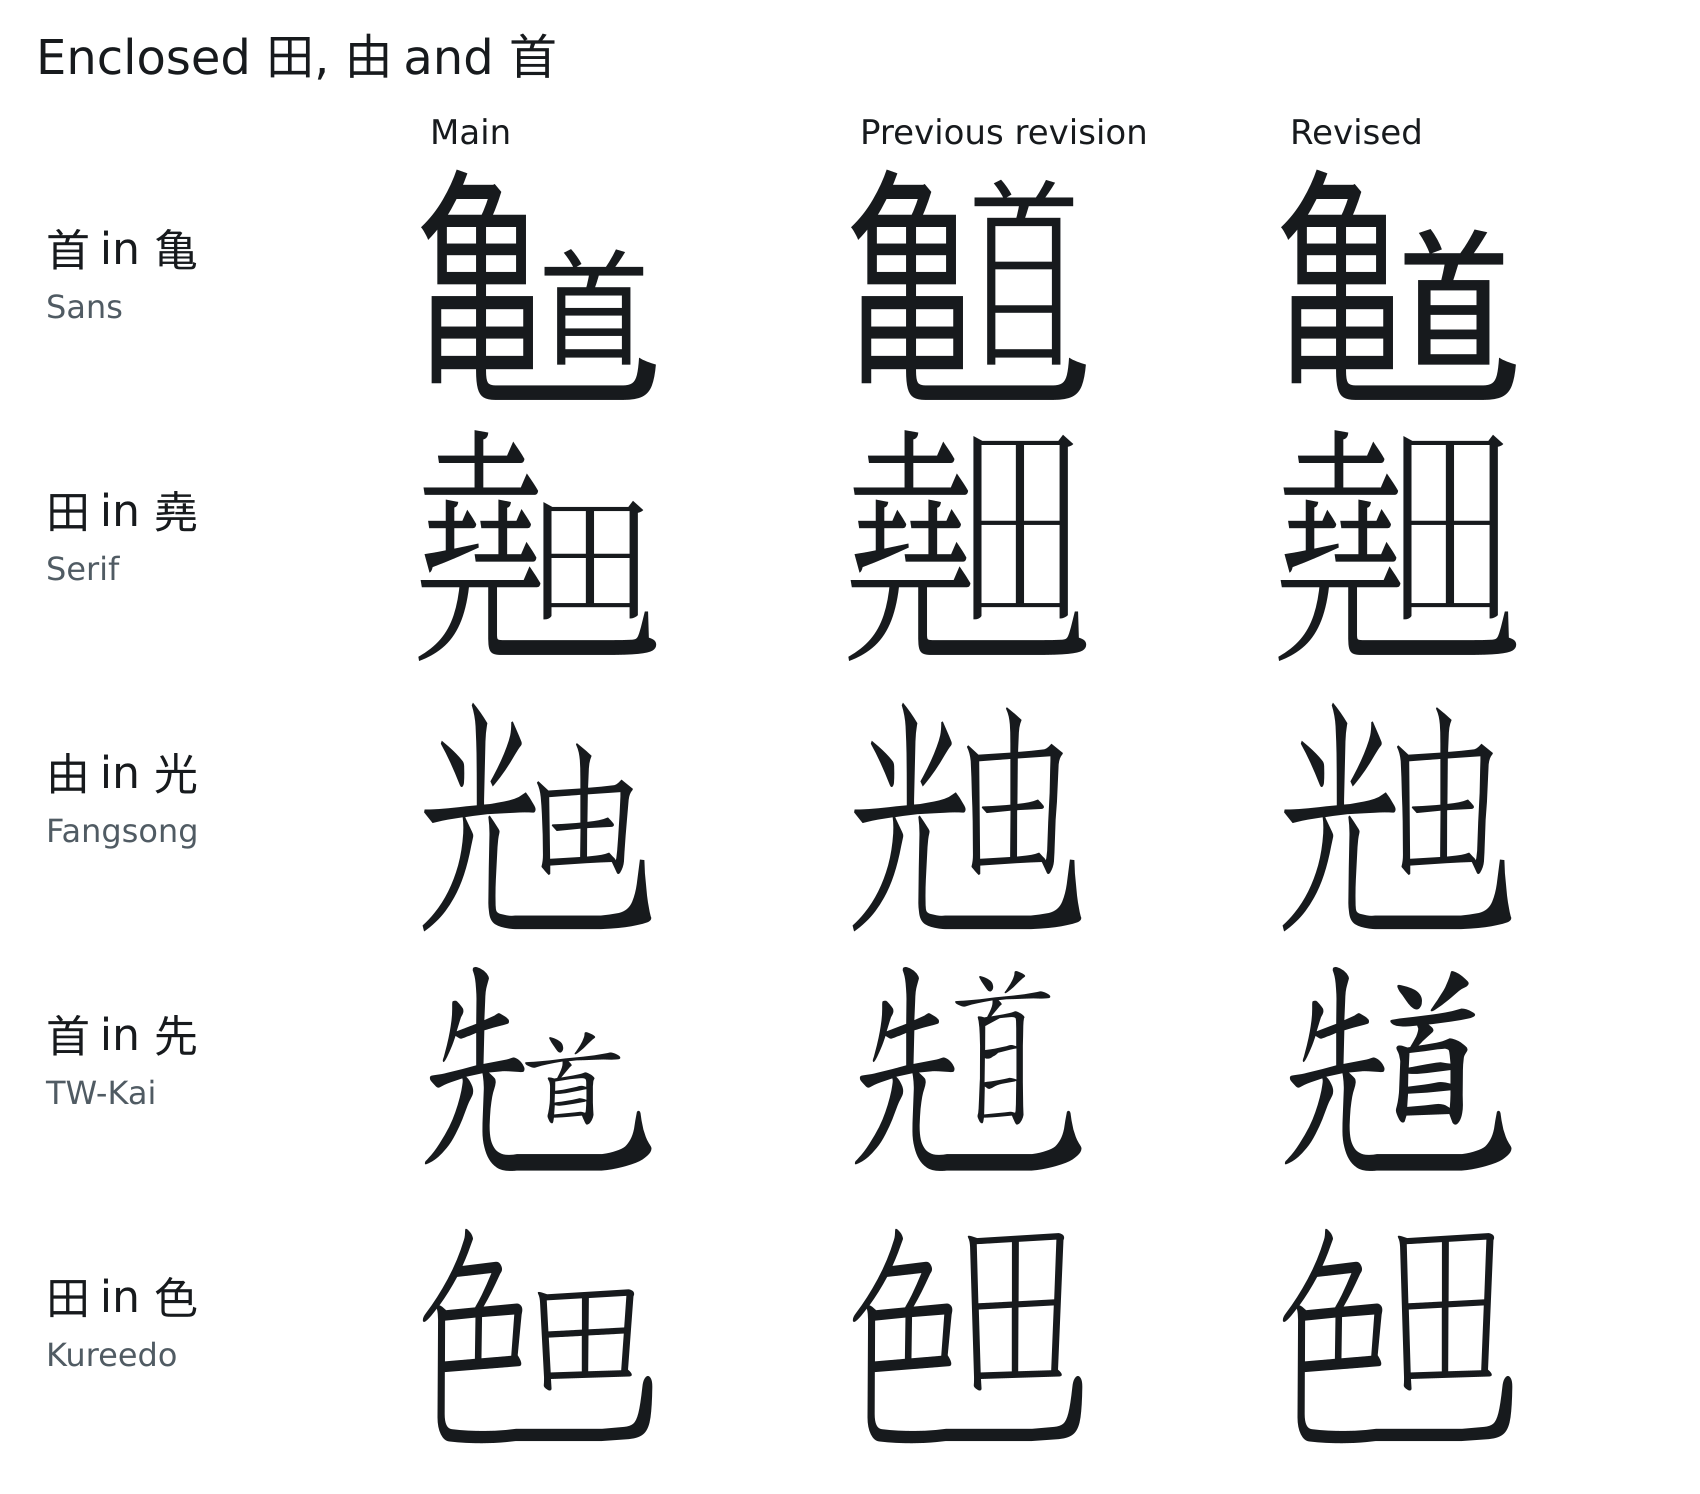 Enclosed 田, 由 and 首
Main Previous revision Revised
首 in 亀
Sans
田 in 堯
Serif
由 in 光
Fangsong
首 in 先
TW-Kai
田 in 色
Kureedo